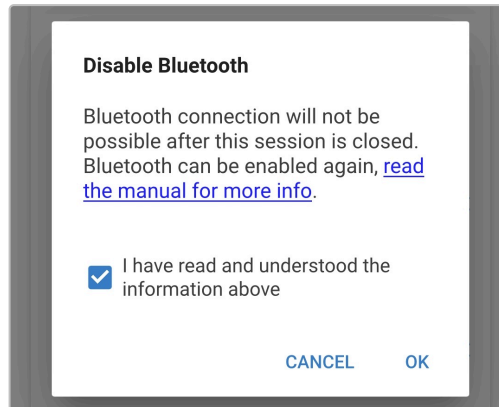 Disable Bluetooth
Bluetooth connection will not be
possible after this session is closed.
Bluetooth can be enabled again, read
the manual for more info.
I have read and understood the
information above
CANCEL OK